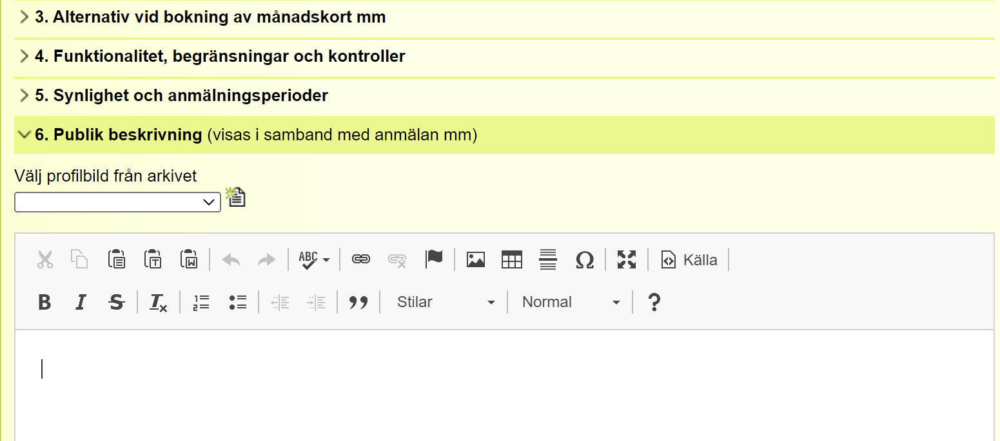 3. Alternativ vid bokning av månadskort mm
4. Funktionalitet, begränsningar och kontroller
5. Synlighet och anmälningsperioder
6. Publik beskrivning (visas i samband med anmälan mm)
Välj profilbild från arkivet
ABC Källa
B I S Stilar Normal ?